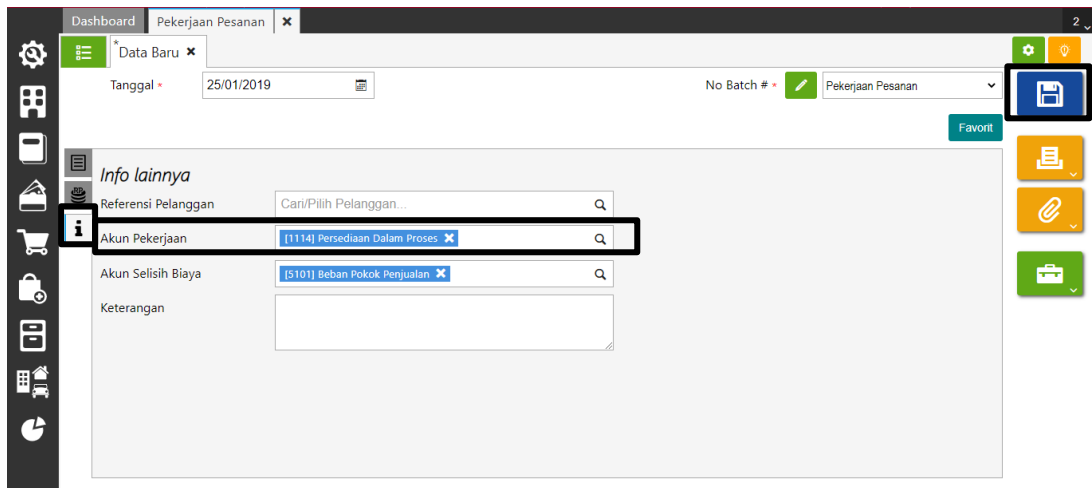 Dashboard Pekerjaan Pesanan 2
*Data Baru
Tanggal * 25/01/2019 No Batch # * Pekerjaan Pesanan
Favorit
Info lainnya
RP
Referensi Pelanggan Cari/Pilih Pelanggan...
Akun Pekerjaan [1114] Persediaan Dalam Proses
Akun Selisih Biaya [5101] Beban Pokok Penjualan
Keterangan